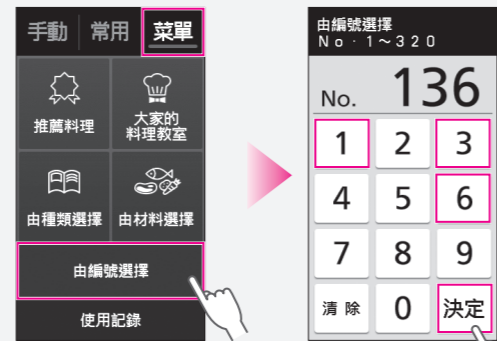 手動 常用 菜單
推薦料理
大家的
料理教室
由種類選擇 由材料選擇
由編號選擇
使用記錄
由編號選擇
No・1～320
No. 136
1 2 3
4 5 6
7 8 9
清除 0 決定